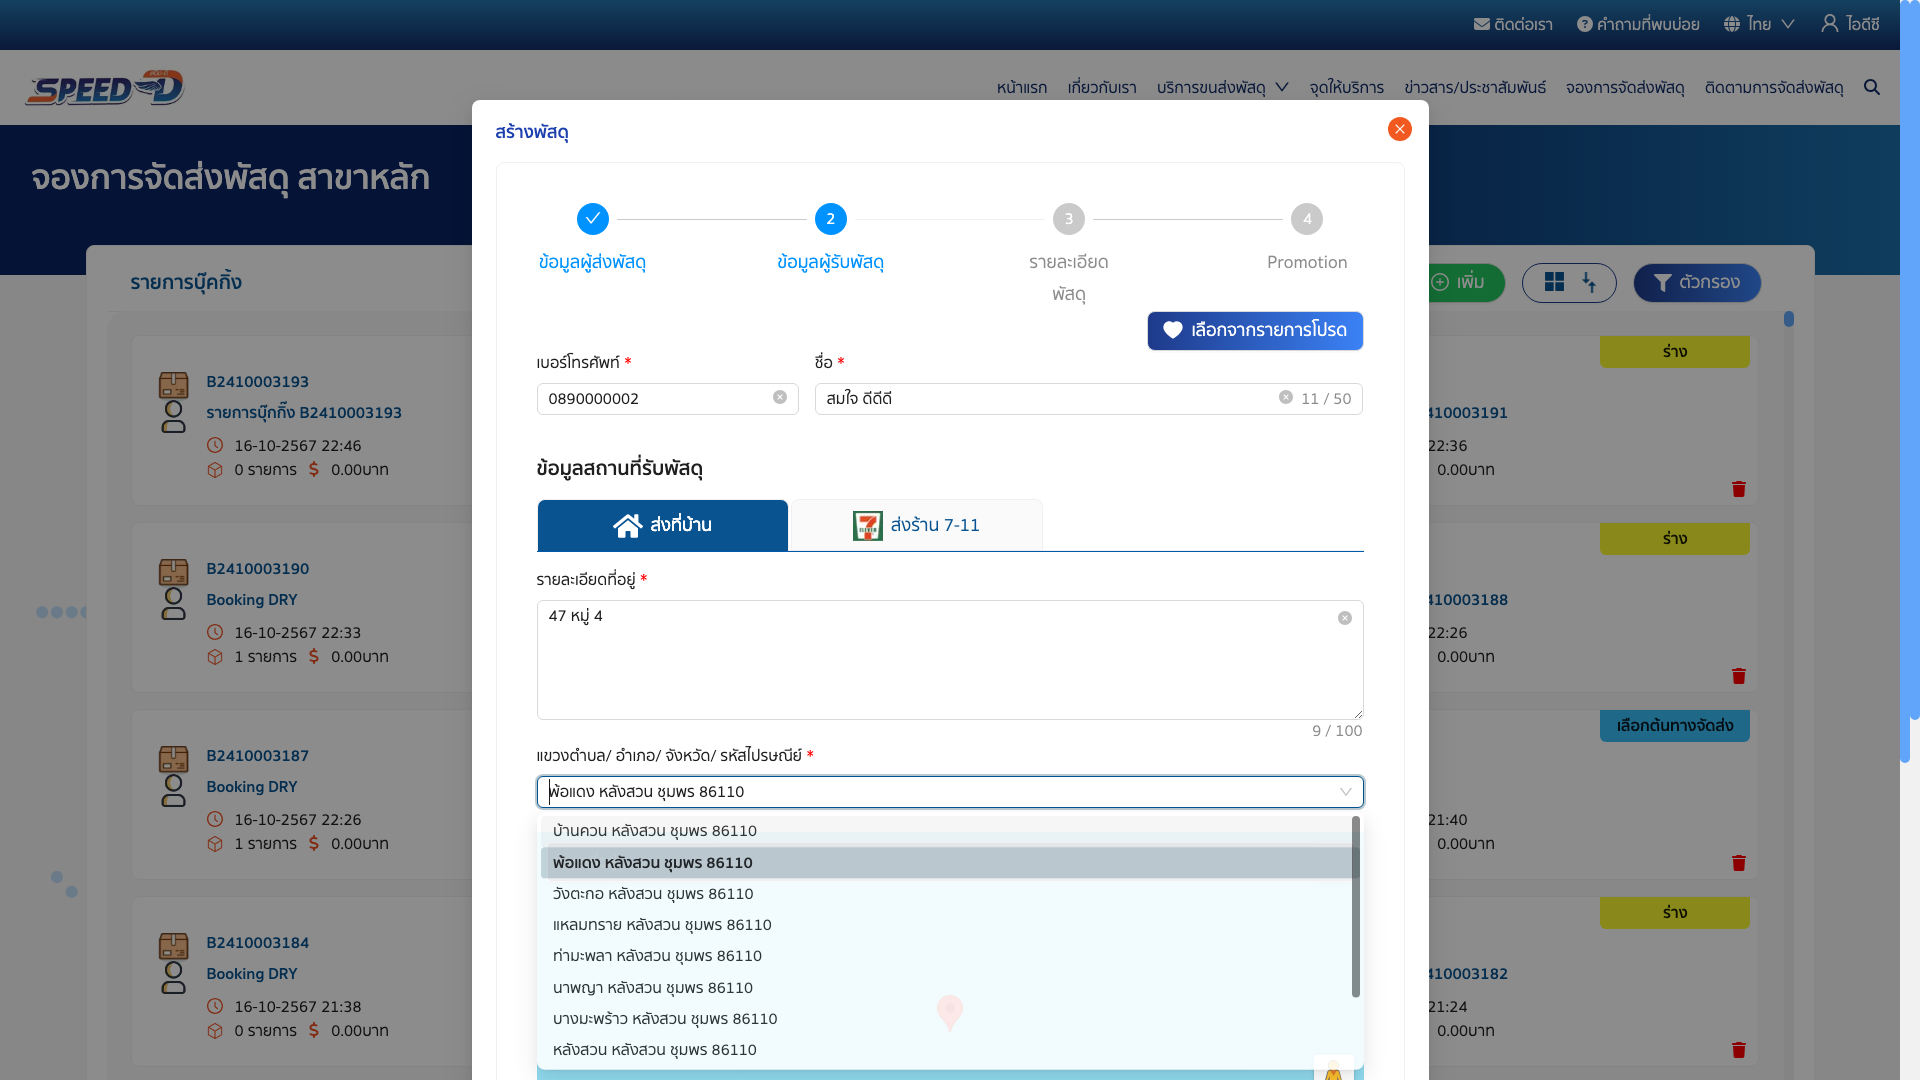 ติดต่อเรา คำถามที่พบบ่อย ไทย ไอดีซี
SPEED-D
หน้าแรก เกี่ยวกับเรา บริการขนส่งพัสดุ จุดให้บริการ ข่าวสาร/ประชาสัมพันธ์ จองการจัดส่งพัสดุ ติดตามการจัดส่งพัสดุ
จองการจัดส่งพัสดุ สาขาหลัก
สร้างพัสดุ
2 3 4
ข้อมูลผู้ส่งพัสดุ ข้อมูลผู้รับพัสดุ รายละเอียด Promotion
พัสดุ
เลือกจากรายการโปรด
เบอร์โทรศัพท์ * ชื่อ *
0890000002 สมใจ ดีดีดี 11 / 50
ข้อมูลสถานที่รับพัสดุ
ส่งที่บ้าน ส่งร้าน 7-11
รายละเอียดที่อยู่ *
47 หมู่ 4
9 / 100
แขวงตำบล/ อำเภอ/ จังหวัด/ รหัสไปรษณีย์ *
พ้อแดง หลังสวน ชุมพร 86110
บ้านควน หลังสวน ชุมพร 86110
พ้อแดง หลังสวน ชุมพร 86110
วังตะกอ หลังสวน ชุมพร 86110
แหลมทราย หลังสวน ชุมพร 86110
ท่ามะพลา หลังสวน ชุมพร 86110
นาพญา หลังสวน ชุมพร 86110
บางมะพร้าว หลังสวน ชุมพร 86110
หลังสวน หลังสวน ชุมพร 86110
รายการบุ๊คกิ้ง
B2410003193
รายการบุ๊กกิ๊ง B2410003193
16-10-2567 22:46
0 รายการ $ 0.00บาท
B2410003190
Booking DRY
16-10-2567 22:33
1 รายการ $ 0.00บาท
B2410003187
Booking DRY
16-10-2567 22:26
1 รายการ $ 0.00บาท
B2410003184
Booking DRY
16-10-2567 21:38
0 รายการ $ 0.00บาท
เพิ่ม ตัวกรอง
ร่าง
410003191
22:36
0.00บาท
ร่าง
410003188
22:26
0.00บาท
เลือกต้นทางจัดส่ง
21:40
0.00บาท
ร่าง
410003182
21:24
0.00บาท